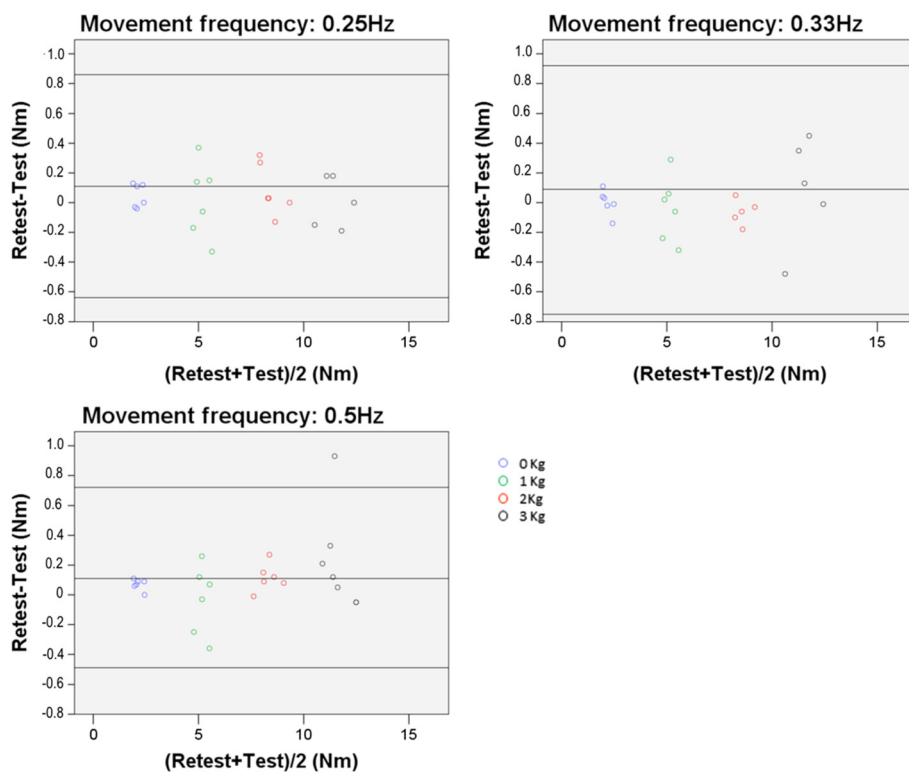 Movement frequency: 0.25Hz
Retest-Test (Nm)
1.0
0.8
0.6
0.4
0.2
0
-0.2
-0.4
-0.6
-0.8
0 5 10 15
(Retest+Test)/2 (Nm)
Movement frequency: 0.33Hz
Retest-Test (Nm)
1.0
0.8
0.6
0.4
0.2
0
-0.2
-0.4
-0.6
-0.8
0 5 10 15
(Retest+Test)/2 (Nm)
Movement frequency: 0.5Hz
Retest-Test (Nm)
1.0
0.8
0.6
0.4
0.2
0
-0.2
-0.4
-0.6
-0.8
0 5 10 15
(Retest+Test)/2 (Nm)
0 Kg
1 Kg
2Kg
3 Kg